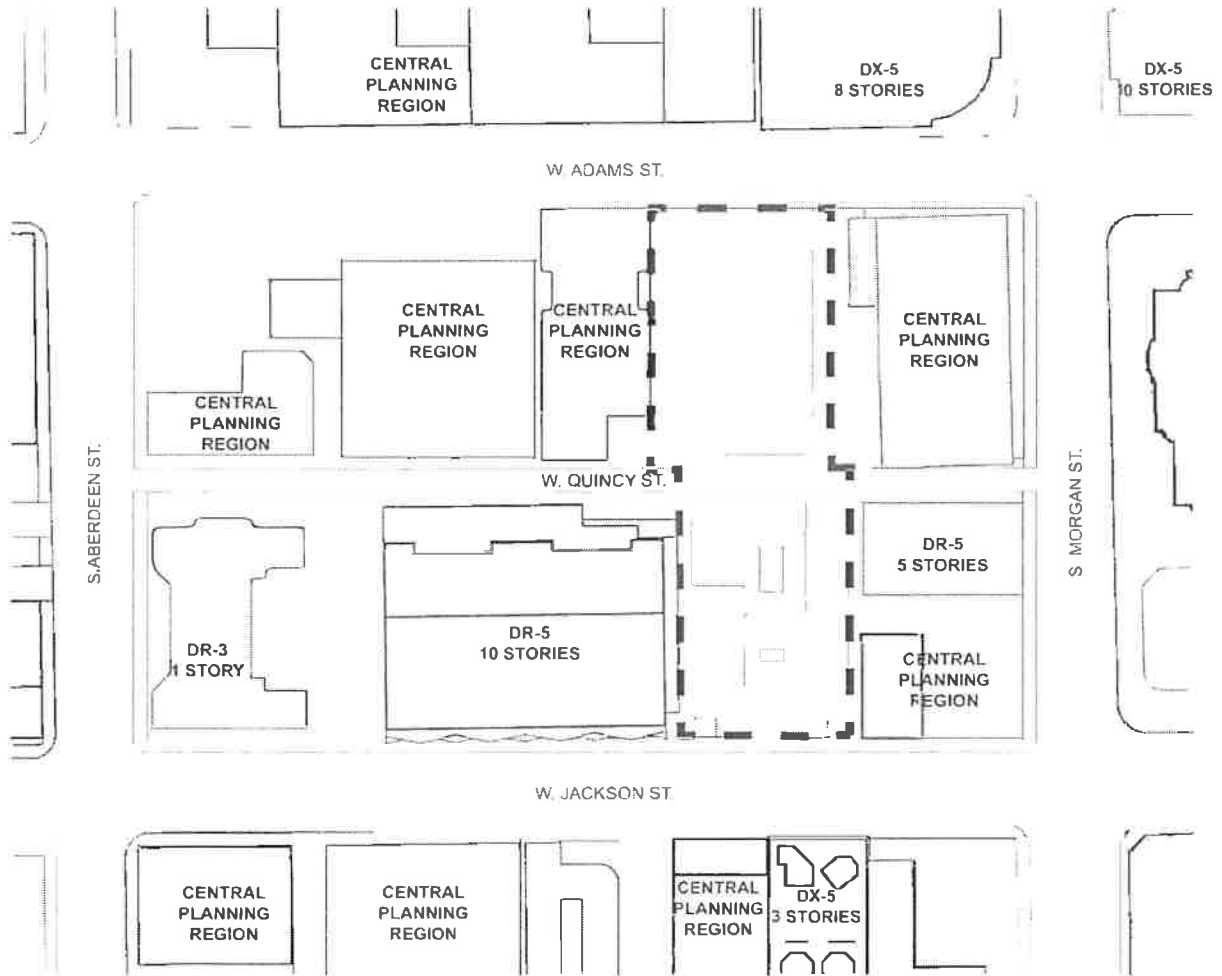 CENTRAL
PLANNING
REGION
DX-5
8 STORIES
DX-5
10 STORIES
W. ADAMS ST.
CENTRAL
PLANNING
REGION
CENTRAL
PLANNING
REGION
CENTRAL
PLANNING
REGION
CENTRAL
PLANNING
REGION
S.ABERDEEN ST.
W. QUINCY ST.
S MORGAN ST.
DR-5
5 STORIES
DR-5
10 STORIES
DR-3
1 STORY
CENTRAL
PLANNING
REGION
W. JACKSON ST.
CENTRAL
PLANNING
REGION
CENTRAL
PLANNING
REGION
CENTRAL
PLANNING
REGION
DX-5
3 STORIES